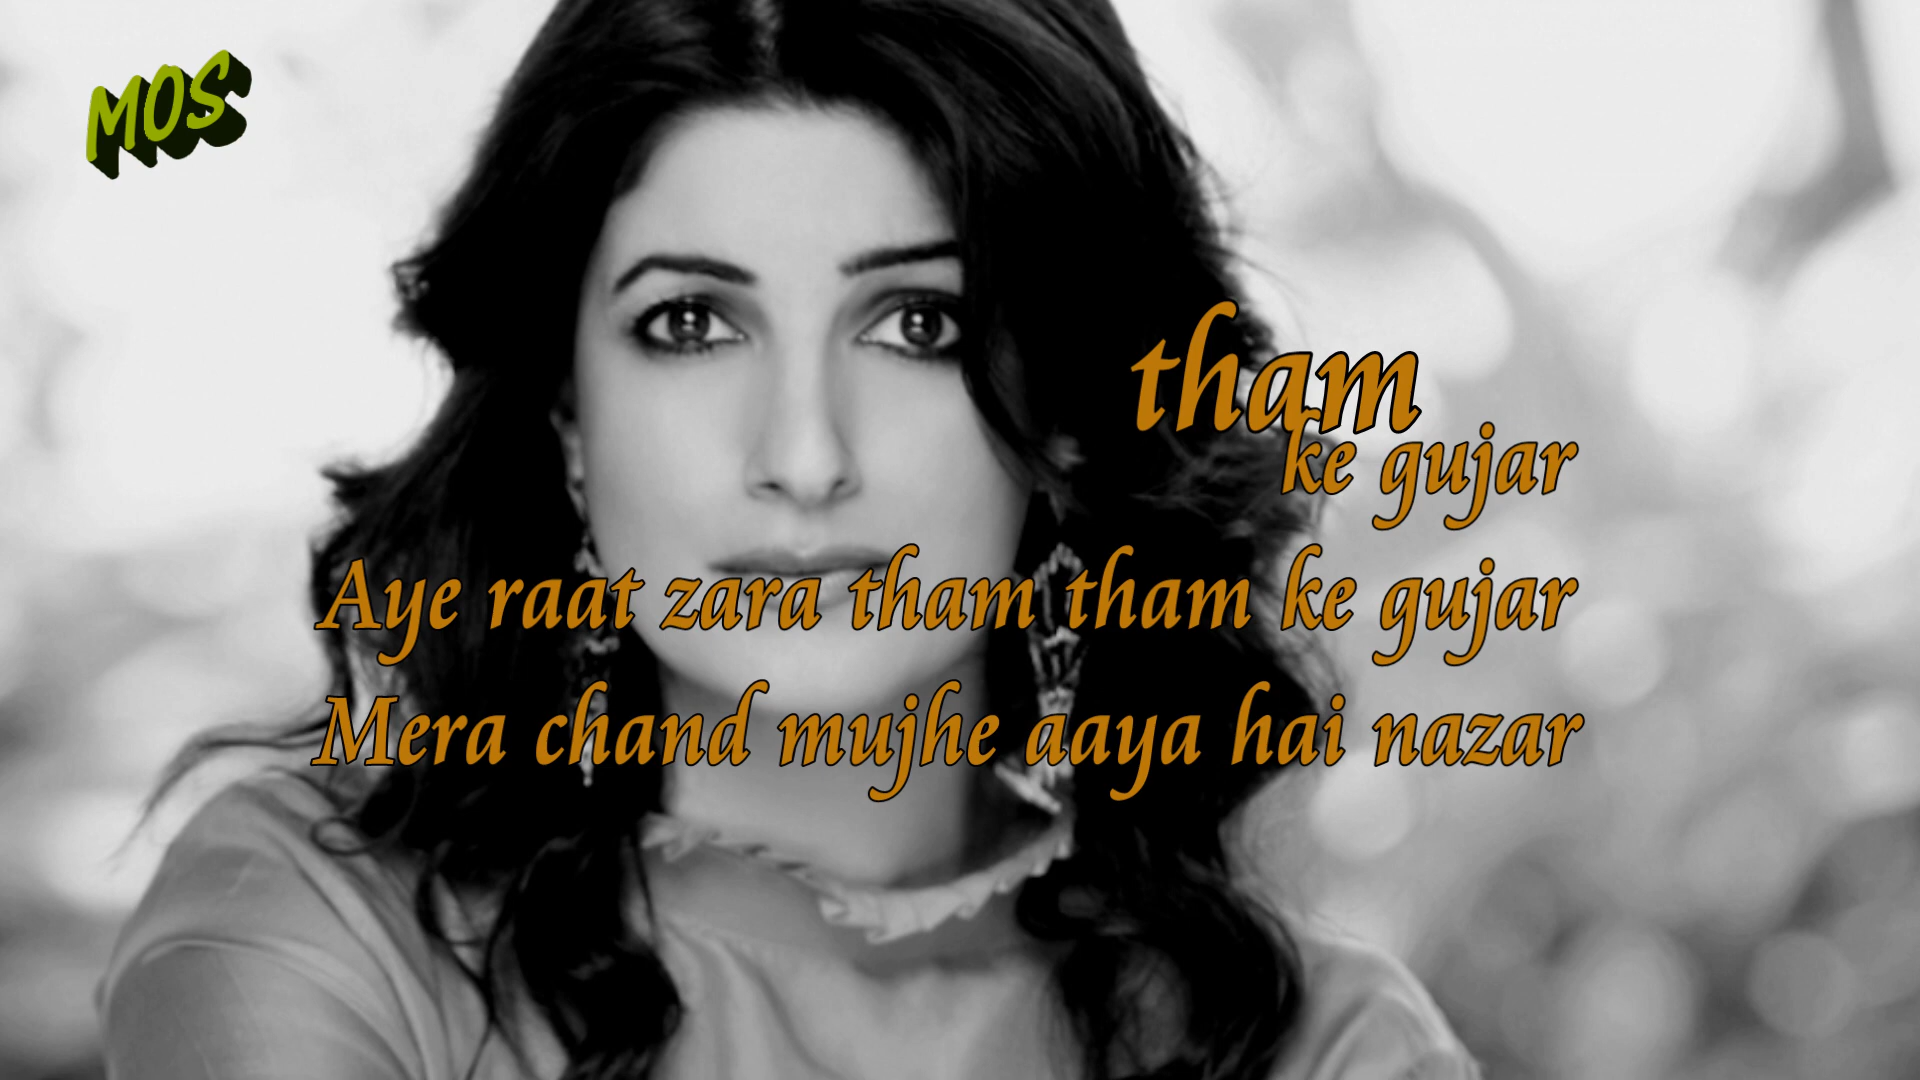 MOS
tham
ke gujar
Aye raat zara tham tham ke gujar
Mera chand mujhe aaya hai nazar